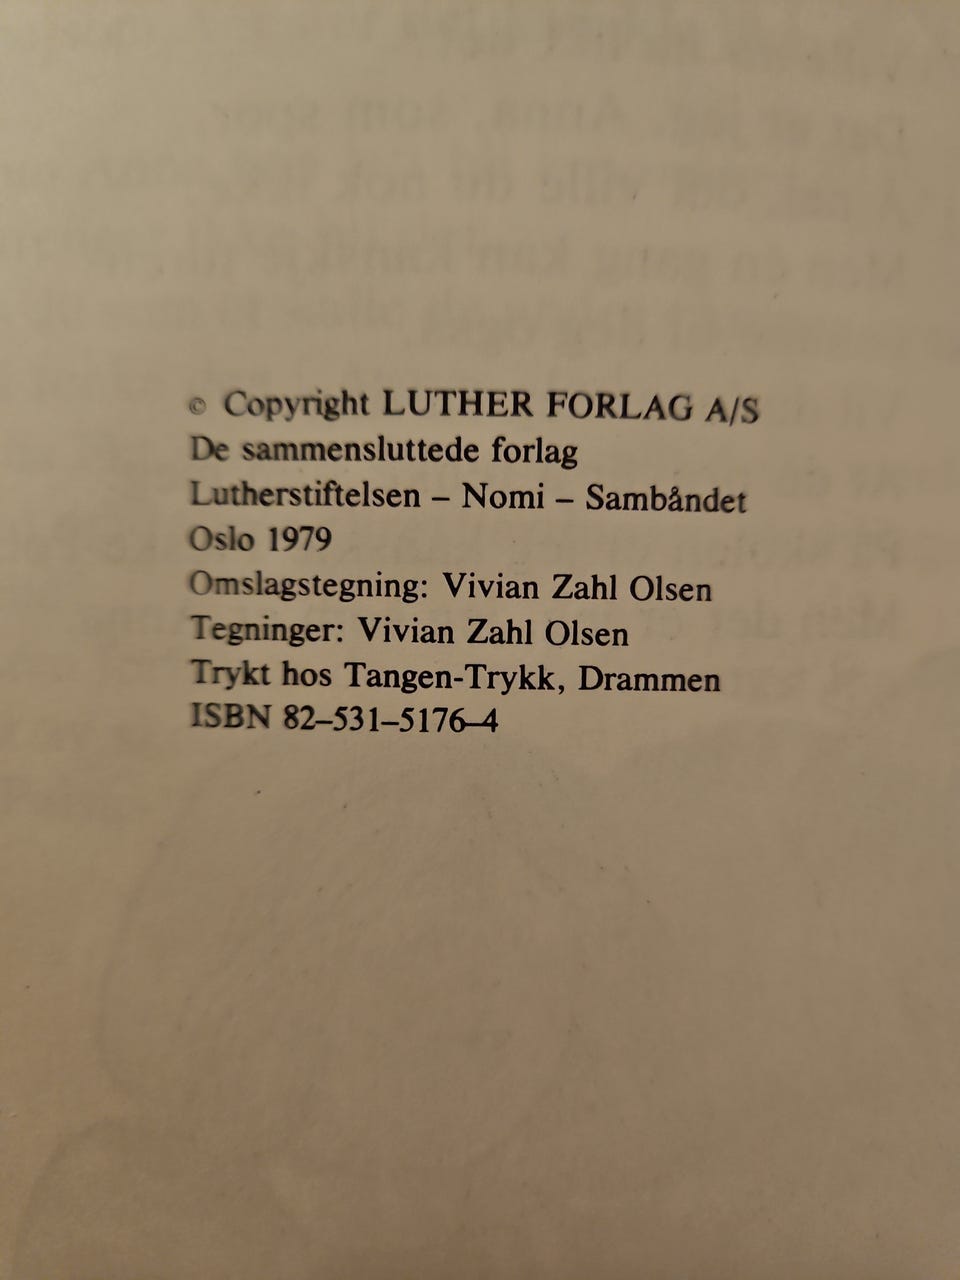 © Copyright LUTHER FORLAG A/S
De sammensluttede forlag
Lutherstiftelsen – Nomi – Sambåndet
Oslo 1979
Omslagstegning: Vivian Zahl Olsen
Tegninger: Vivian Zahl Olsen
Trykt hos Tangen-Trykk, Drammen
ISBN 82–531–5176–4